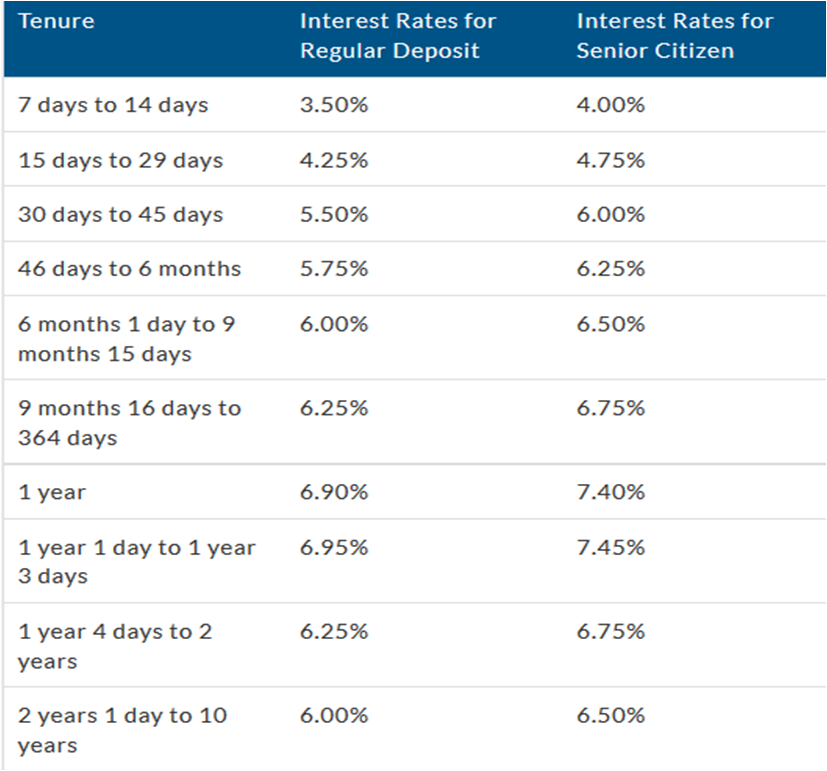 Tenure
Interest Rates for
Regular Deposit
Interest Rates for
Senior Citizen
7 days to 14 days 3.50% 4.00%
15 days to 29 days 4.25% 4.75%
30 days to 45 days 5.50% 6.00%
46 days to 6 months 5.75% 6.25%
6 months 1 day to 9 6.00% 6.50%
months 15 days
9 months 16 days to 6.25% 6.75%
364 days
1 year 6.90% 7.40%
1 year 1 day to 1 year 6.95% 7.45%
3 days
1 year 4 days to 2 6.25% 6.75%
years
2 years 1 day to 10 6.00% 6.50%
years